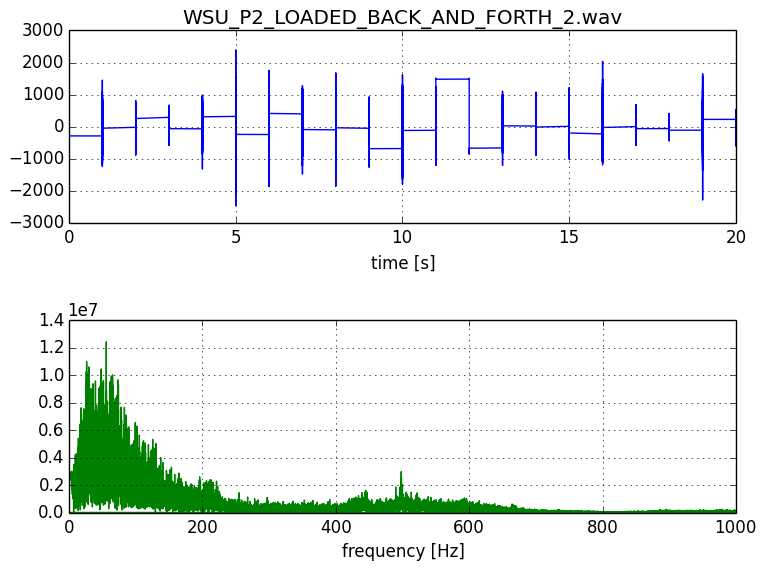 WSU_P2_LOADED_BACK_AND_FORTH_2.wav
3000
2000
1000
0
−1000
−2000
−3000
0 5 10 15 20
time [s]
1e7
1.4
1.2
1.0
0.8
0.6
0.4
0.2
0.0
0 200 400 600 800 1000
frequency [Hz]